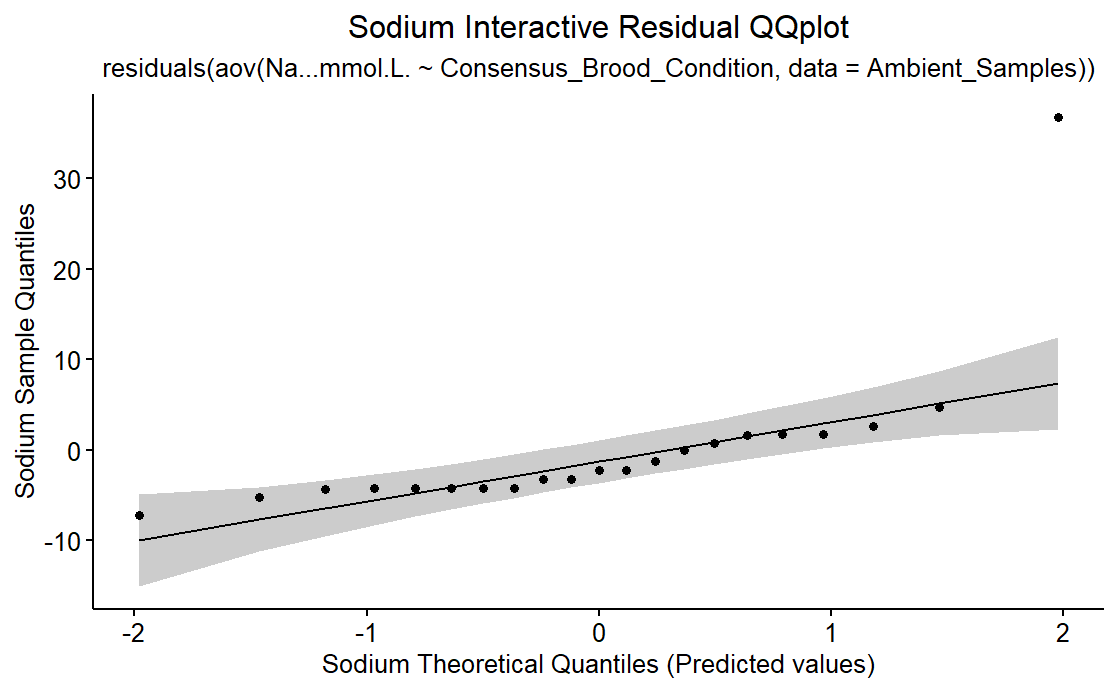 Sodium Interactive Residual QQplot
residuals(aov(Na...mmol.L. ~ Consensus_Brood_Condition, data = Ambient_Samples))
Sodium Sample Quantiles
30
20
10
0
-10
-2
-1
0
1
2
Sodium Theoretical Quantiles (Predicted values)